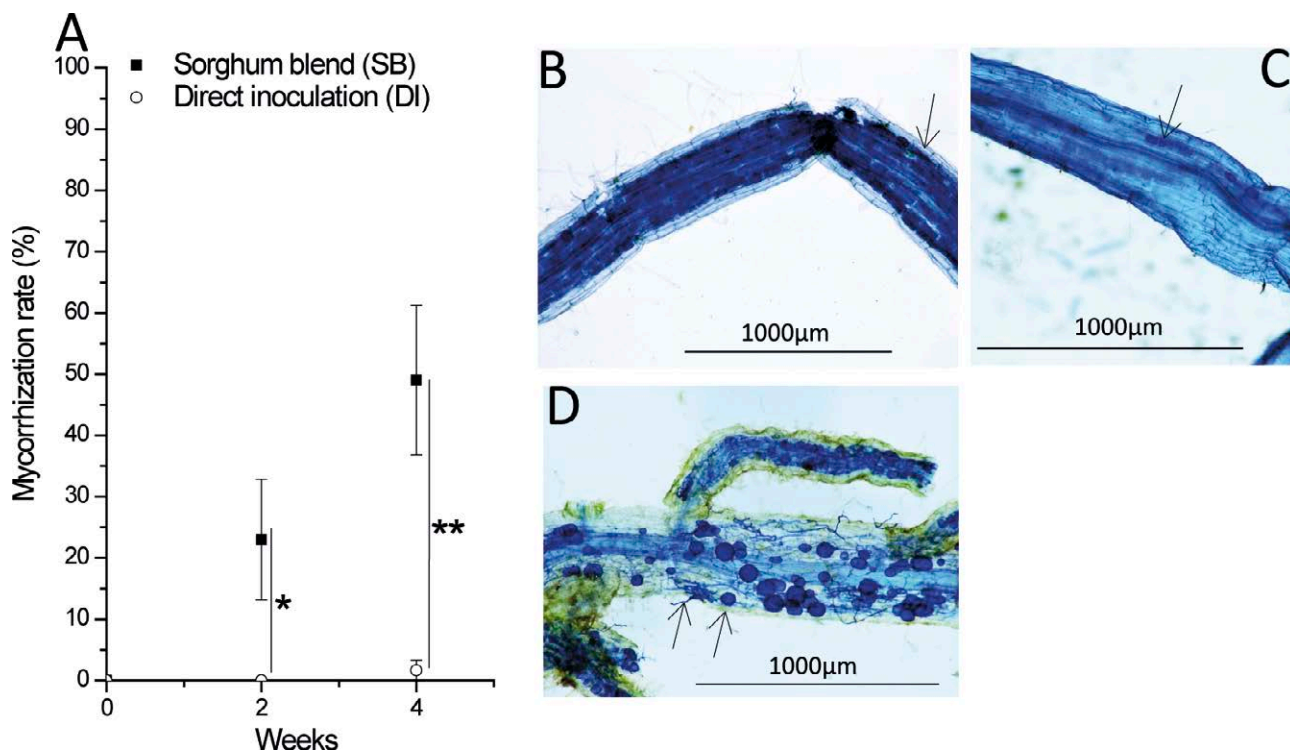 A
Sorghum blend (SB)
Direct inoculation (DI)
Mycorrhization rate (%)
100
90
80
70
60
50
40
30
20
10
0
*
**
0
2
4
Weeks
B
1000µm
C
1000µm
D
1000µm